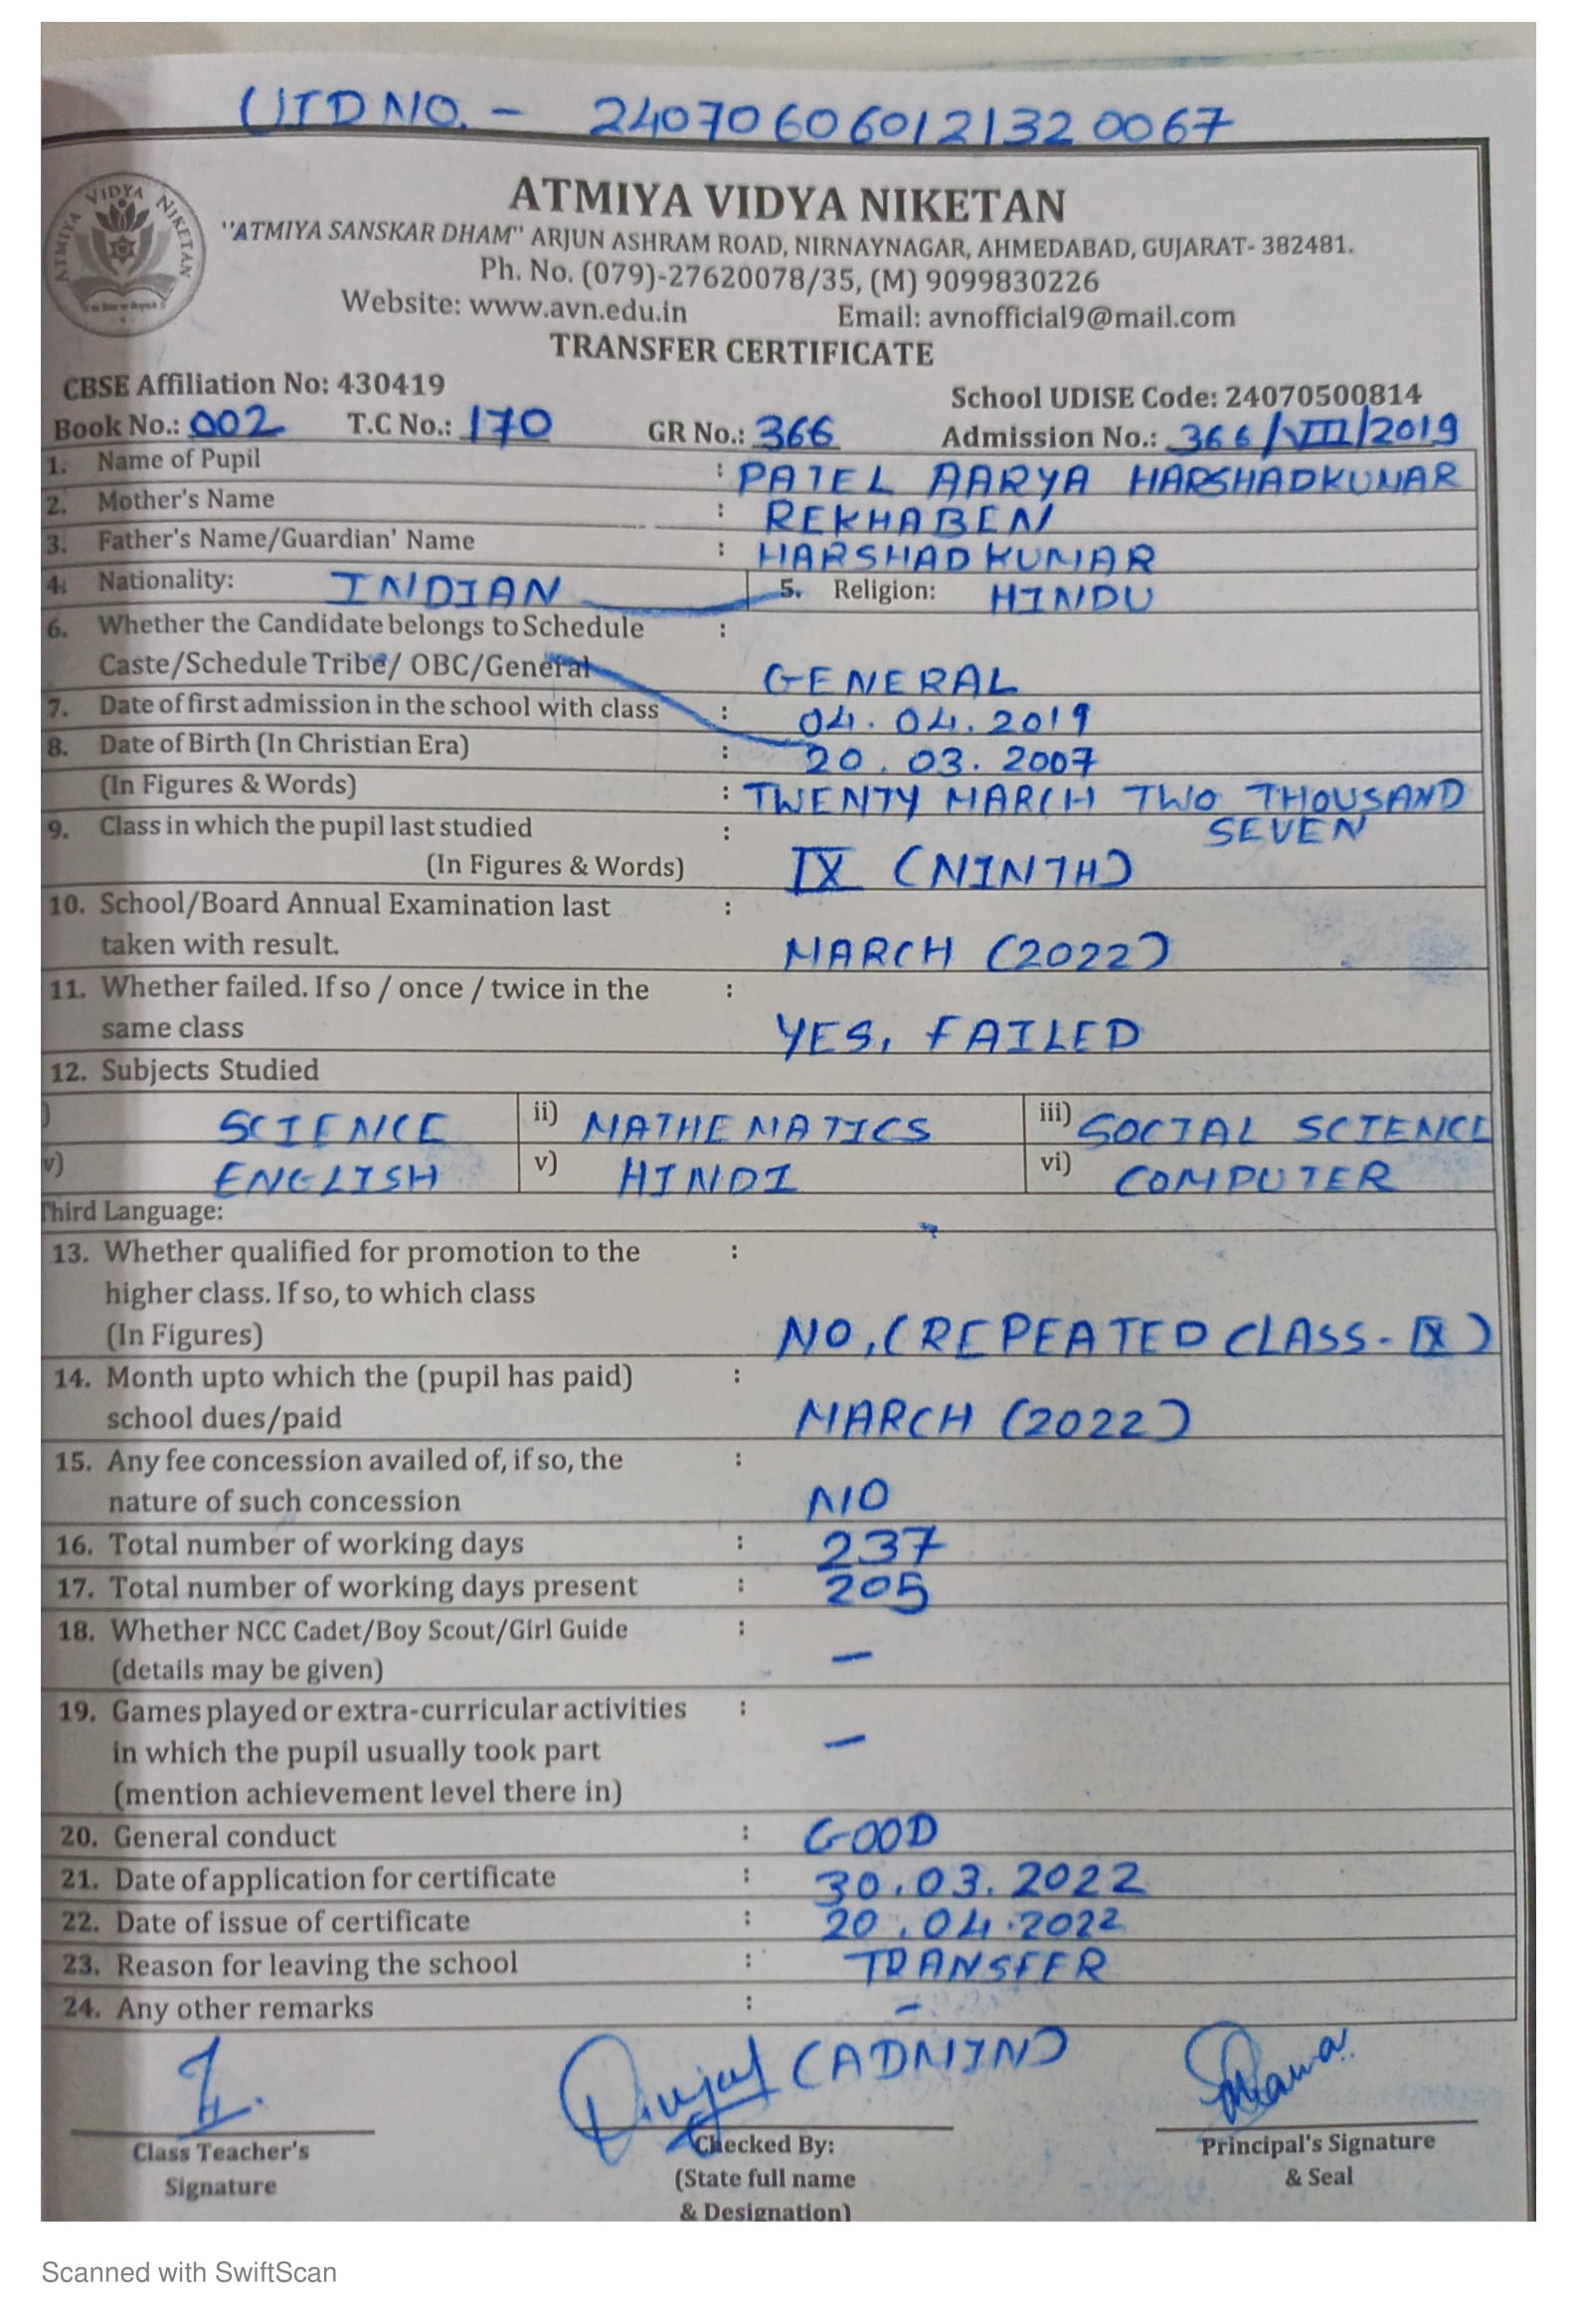 UID NO. - 240706060121320067
ATMIYA VIDYA NIKETAN
ATMIYA VIDYA NIKETAN
"ATMIYA SANSKAR DHAM" ARJUN ASHRAM ROAD, NIRNAYNAGAR, AHMEDABAD, GUJARAT- 382481.
Ph. No. (079)-27620078/35, (M) 9099830226
Website: www.avn.edu.in Email: avnofficial9@mail.com
TRANSFER CERTIFICATE
CBSE Affiliation No: 430419 School UDISE Code: 24070500814
Book No.: 002 T.C No.: 170 GR No.: 366 Admission No.: 366/VIII/2019
1. Name of Pupil : PATEL AARYA HARSHADKUMAR
2. Mother's Name : REKHABEN
3. Father's Name/Guardian' Name : HARSHADKUMAR
4. Nationality: INDIAN 5. Religion: HINDU
6. Whether the Candidate belongs to Schedule :
Caste/Schedule Tribe/ OBC/General GENERAL
7. Date of first admission in the school with class : 04.04.2019
8. Date of Birth (In Christian Era) : 20.03.2007
(In Figures & Words) : TWENTY MARCH TWO THOUSAND
SEVEN
9. Class in which the pupil last studied :
(In Figures & Words) IX (NINTH)
10. School/Board Annual Examination last :
taken with result. MARCH (2022)
11. Whether failed. If so / once / twice in the :
same class YES, FAILED
12. Subjects Studied
) SCIENCE ii) MATHEMATICS iii) SOCIAL SCIENCE
v) ENGLISH v) HINDI vi) COMPUTER
Third Language:
13. Whether qualified for promotion to the :
higher class. If so, to which class
(In Figures) NO, (REPEATED CLASS - IX)
14. Month upto which the (pupil has paid) :
school dues/paid MARCH (2022)
15. Any fee concession availed of, if so, the :
nature of such concession NO
16. Total number of working days : 237
17. Total number of working days present : 205
18. Whether NCC Cadet/Boy Scout/Girl Guide :
(details may be given) —
19. Games played or extra-curricular activities :
in which the pupil usually took part —
(mention achievement level there in)
20. General conduct : GOOD
21. Date of application for certificate : 30.03.2022
22. Date of issue of certificate : 20.04.2022
23. Reason for leaving the school : TRANSFER
24. Any other remarks : -
(ADMIN)
Class Teacher's Checked By: Principal's Signature
Signature (State full name & Seal
& Designation)
Scanned with SwiftScan